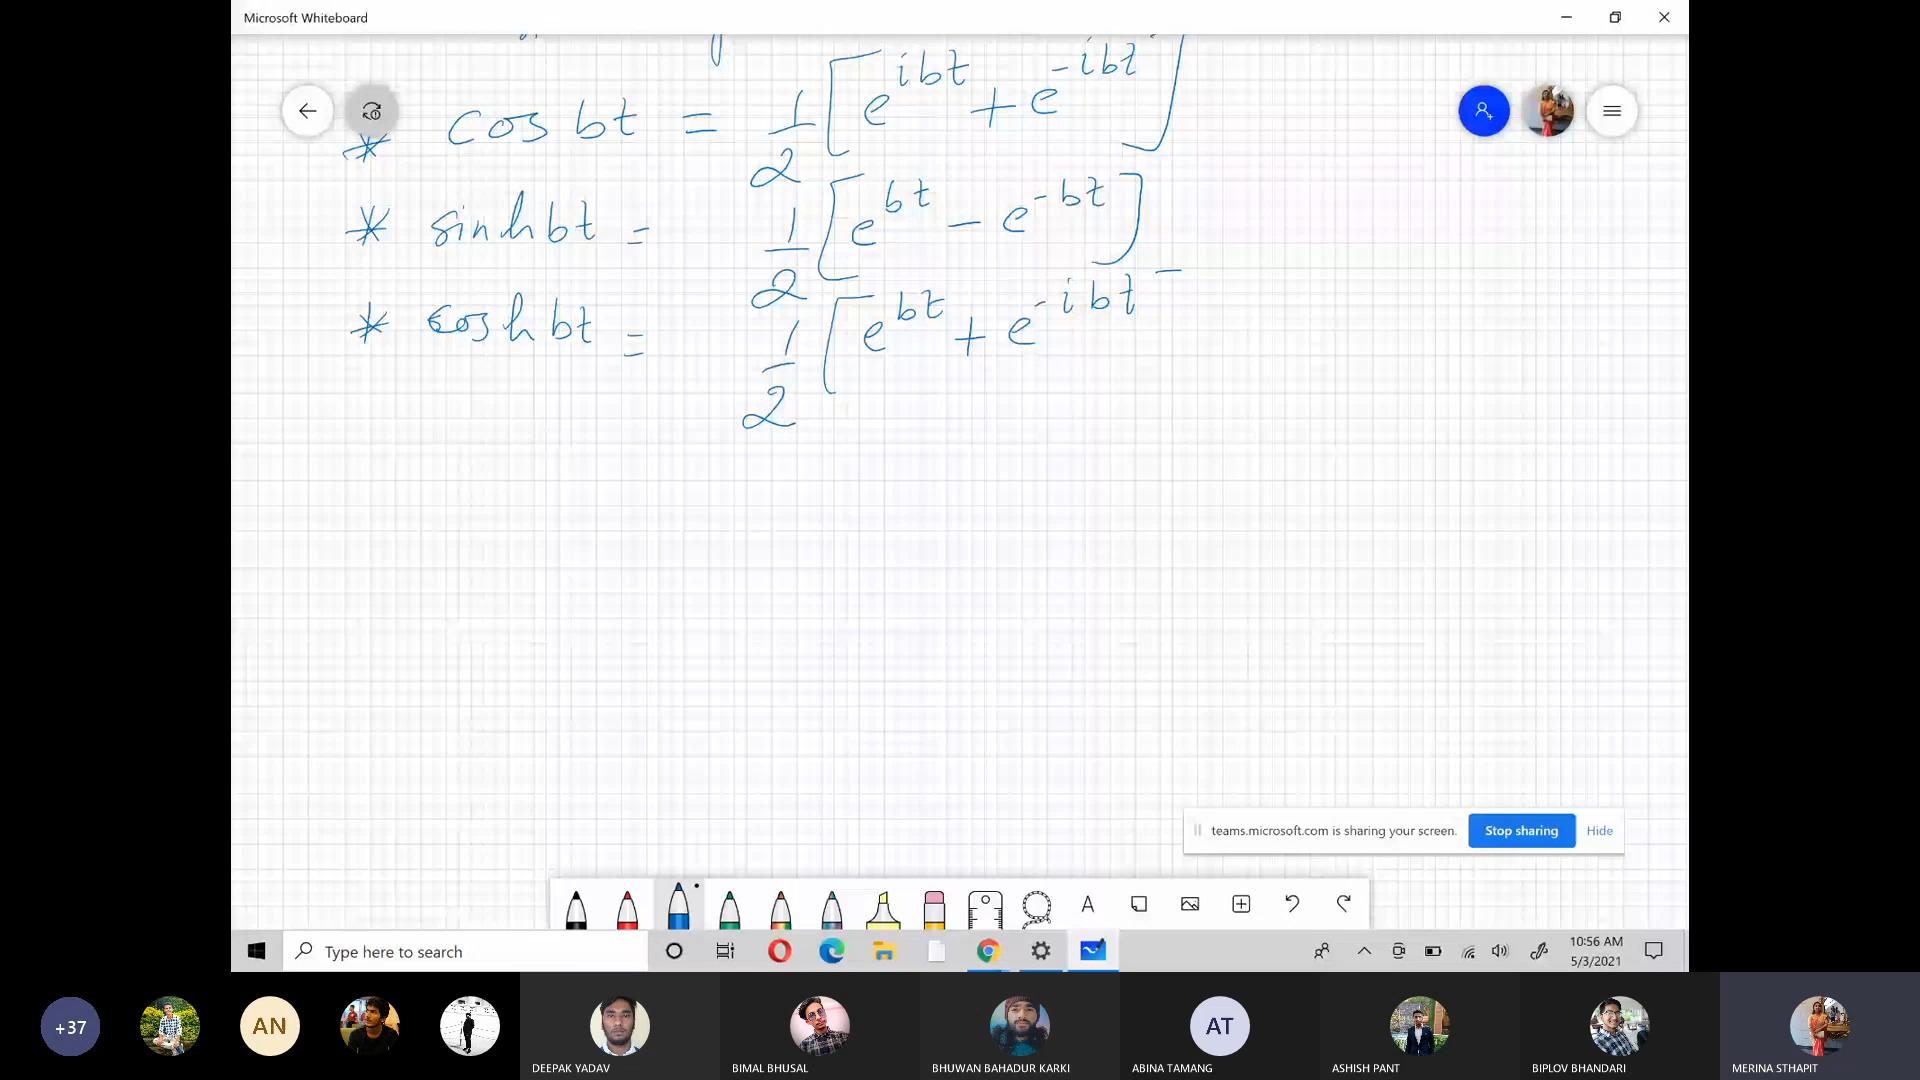 Microsoft Whiteboard
* cos bt = 1/2 [e^{ibt} + e^{-ibt}]
* sinh bt = 1/2 [e^{bt} - e^{-bt}]
* cosh bt = 1/2 [e^{bt} + e^{-ibt}
teams.microsoft.com is sharing your screen.
Stop sharing
Hide
Type here to search
10:56 AM
5/3/2021
+37
AN
AT
DEEPAK YADAV
BIMAL BHUSAL
BHUWAN BAHADUR KARKI
ABINA TAMANG
ASHISH PANT
BIPLOV BHANDARI
MERINA STHAPIT